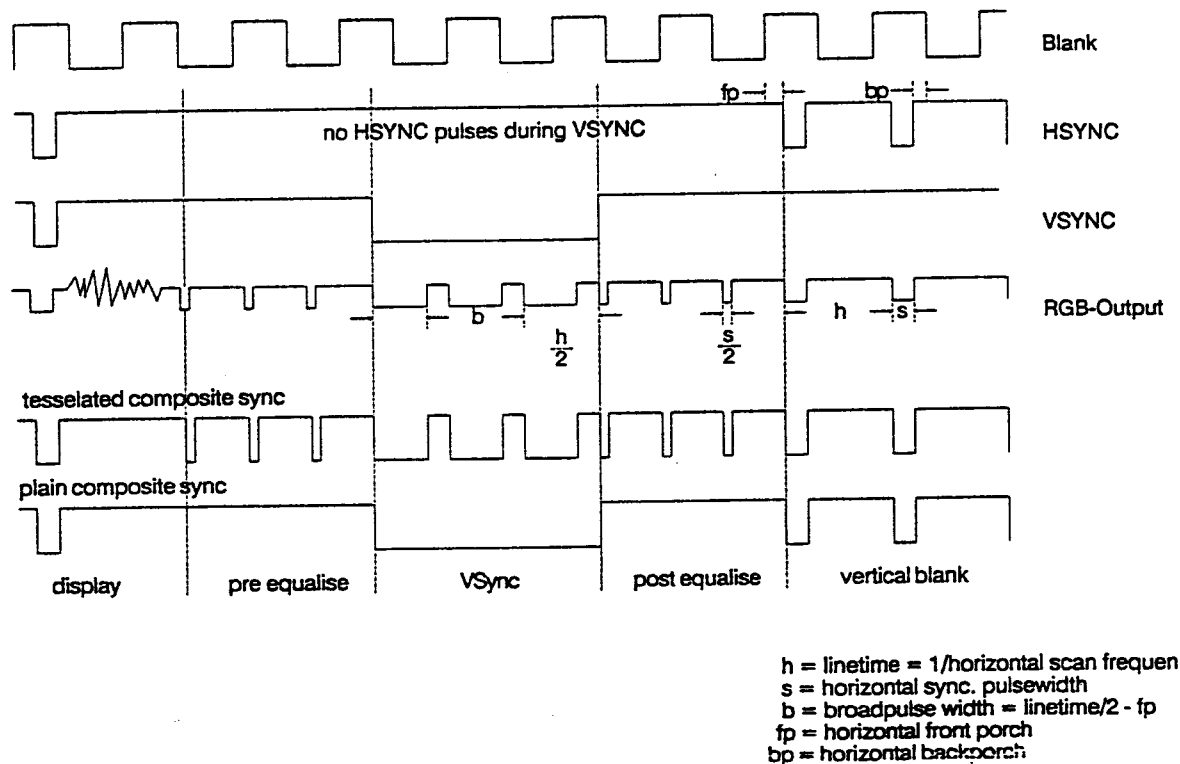 Blank
fp
bp
no HSYNC pulses during VSYNC
HSYNC
VSYNC
RGB-Output
b
h
2
s
2
h
s
tesselated composite sync
plain composite sync
display
pre equalise
VSync
post equalise
vertical blank
h = linetime = 1/horizontal scan frequen
s = horizontal sync. pulsewidth
b = broadpulse width = linetime/2 - fp
fp = horizontal front porch
bp = horizontal backporch